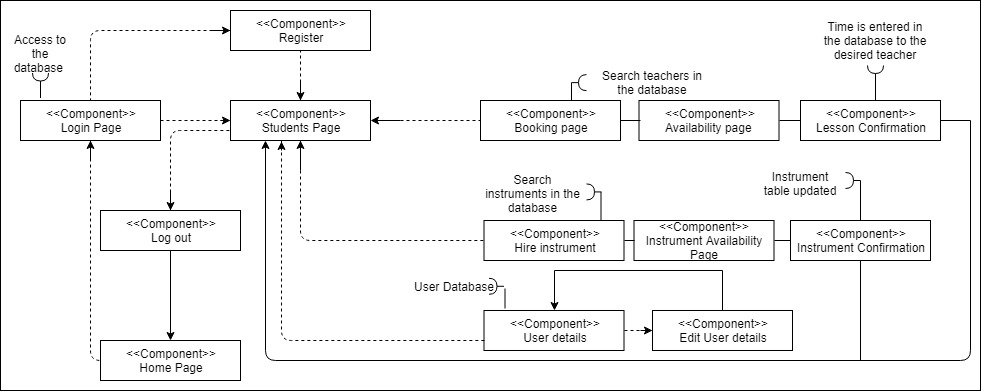 <<Component>>
Register
Access to
the
database
Time is entered in
the database to the
desired teacher
Search teachers in
the database
<<Component>>
Login Page
<<Component>>
Students Page
<<Component>>
Booking page
<<Component>>
Availability page
<<Component>>
Lesson Confirmation
Search
instruments in the
database
Instrument
table updated
<<Component>>
Log out
<<Component>>
Hire instrument
<<Component>>
Instrument Availability
Page
<<Component>>
Instrument Confirmation
User Database
<<Component>>
User details
<<Component>>
Edit User details
<<Component>>
Home Page